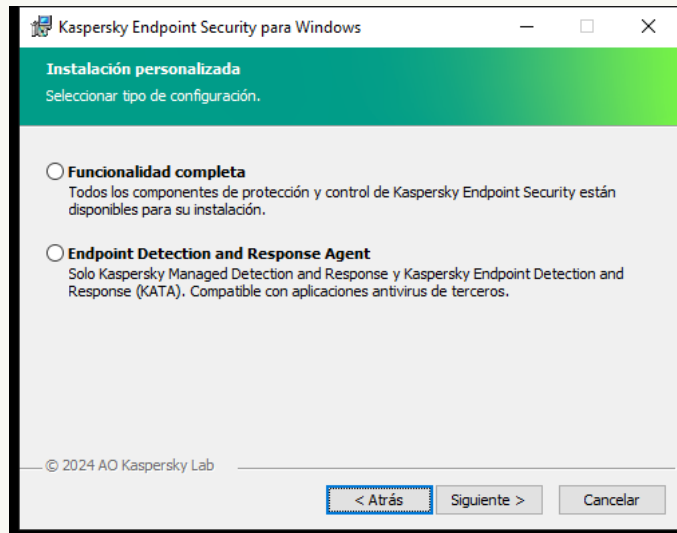 Kaspersky Endpoint Security para Windows
Instalación personalizada
Seleccionar tipo de configuración.
Funcionalidad completa
Todos los componentes de protección y control de Kaspersky Endpoint Security están
disponibles para su instalación.
Endpoint Detection and Response Agent
Solo Kaspersky Managed Detection and Response y Kaspersky Endpoint Detection and
Response (KATA). Compatible con aplicaciones antivirus de terceros.
© 2024 AO Kaspersky Lab
< Atrás Siguiente > Cancelar